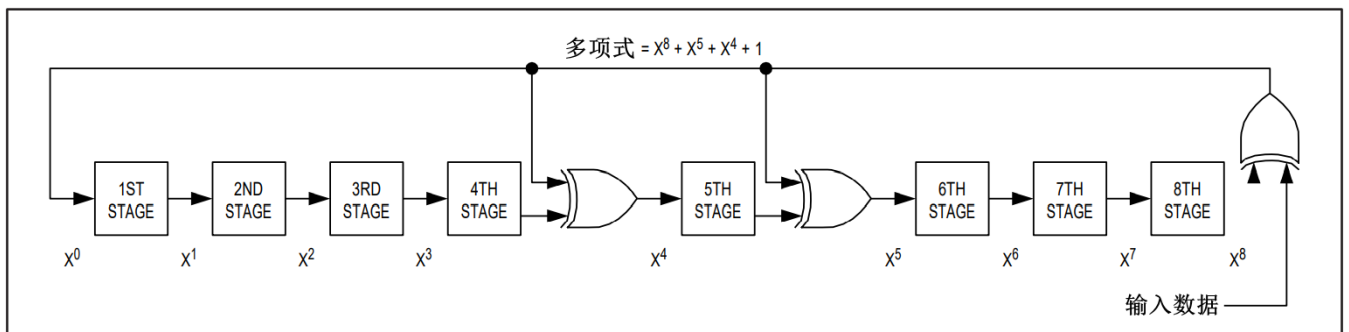 多项式 = X⁸ + X⁵ + X⁴ + 1
1ST STAGE
2ND STAGE
3RD STAGE
4TH STAGE
5TH STAGE
6TH STAGE
7TH STAGE
8TH STAGE
X⁰ X¹ X² X³ X⁴ X⁵ X⁶ X⁷ X⁸
输入数据